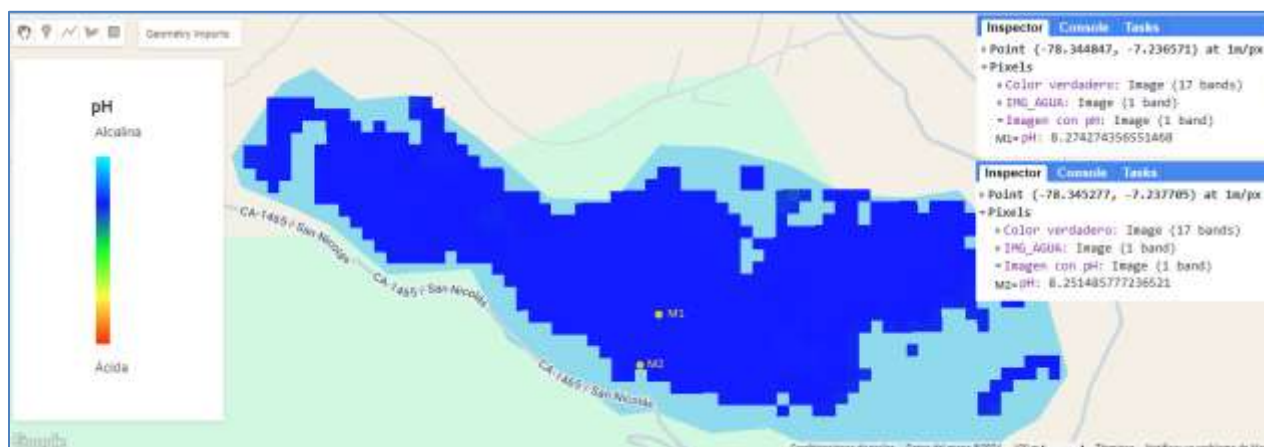 Geometry Imports
pH
Alcalina
Ácida
CA-1465 / San Nicolás
CA-1465 / San Nicolás
CA-1465 / San Nicolás
M1
M2
Inspector Console Tasks
Point (-78.344847, -7.236571) at 1m/px
Pixels
Color verdadero: Image (17 bands)
IMG_AGUA: Image (1 band)
Imagen con pH: Image (1 band)
M1=pH: 8.274274356551460
Inspector Console Tasks
Point (-78.345277, -7.237705) at 1m/px
Pixels
Color verdadero: Image (17 bands)
IMG_AGUA: Image (1 band)
Imagen con pH: Image (1 band)
M2=pH: 8.251485777236521